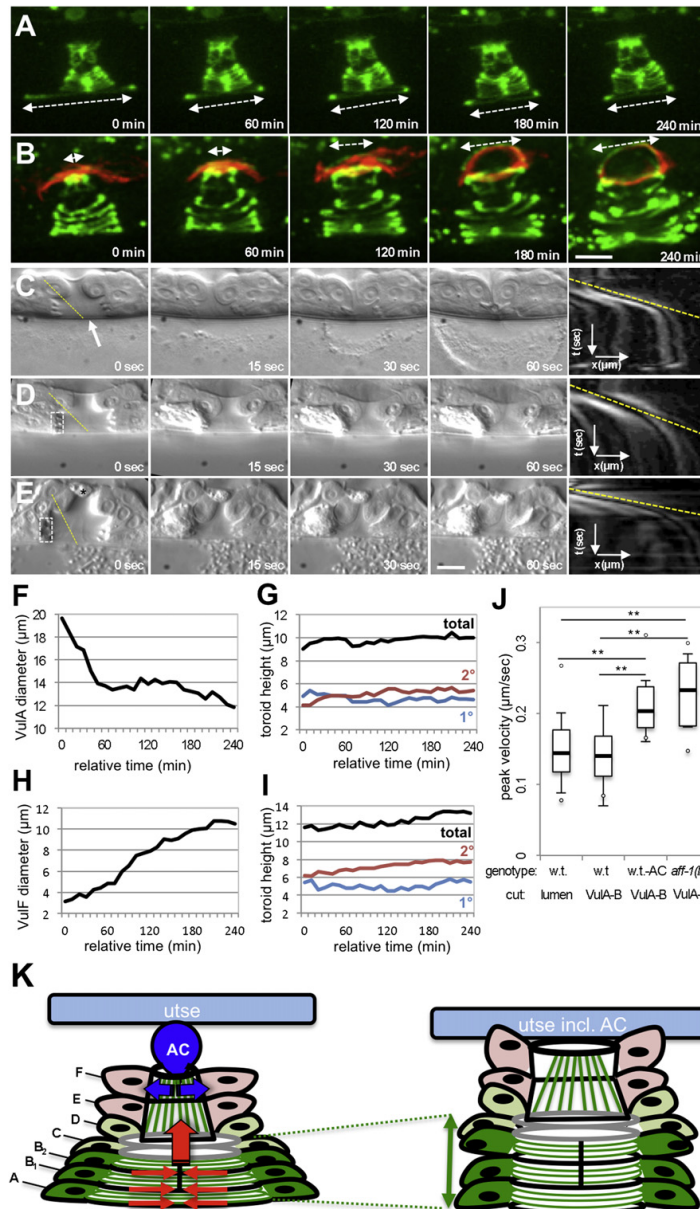 A
0 min
60 min
120 min
180 min
240 min
B
0 min
60 min
120 min
180 min
240 min
C
0 sec
15 sec
30 sec
60 sec
t (sec)
x(μm)
D
0 sec
15 sec
30 sec
60 sec
t (sec)
x(μm)
E
*
0 sec
15 sec
30 sec
60 sec
t (sec)
x(μm)
F
VulA diameter (μm)
20
18
16
14
12
10
0 60 120 180 240
relative time (min)
G
toroid height (μm)
12
10
8
6
4
2
total
2°
1°
0 60 120 180 240
relative time (min)
H
VulF diameter (μm)
12
10
8
6
4
2
0 60 120 180 240
relative time (min)
I
toroid height (μm)
14
12
10
8
6
4
2
total
2°
1°
0 60 120 180 240
relative time (min)
J
peak velocity (μm/sec)
0.3
0.2
0.1
0
**
**
**
**
genotype: w.t. w.t w.t.-AC aff-1(
cut: lumen VulA-B VulA-B VulA-
K
utse
AC
F
E
D
C
B2
B1
A
utse incl. AC